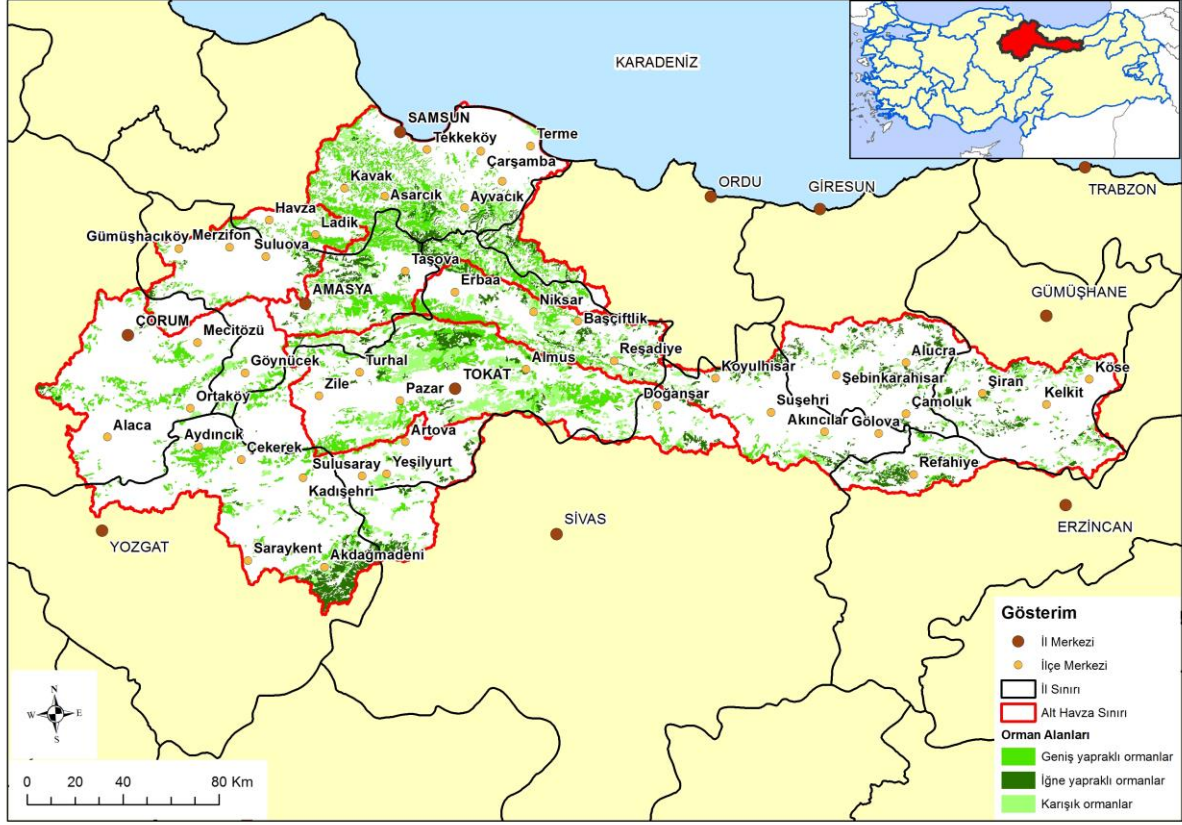 KARADENİZ
SAMSUN
Tekkeköy
Terme
Çarşamba
Kavak
Asarcık
Ayvacık
ORDU
GİRESUN
TRABZON
Havza
Ladik
Gümüşhacıköy
Merzifon
Suluova
Taşova
Erbaa
AMASYA
Niksar
GÜMÜŞHANE
ÇORUM
Mecitözü
Başçiftlik
Göynücek
Turhal
Almus
Reşadiye
Koyulhisar
Alucra
Köse
Zile
Pazar
TOKAT
Doğanşar
Şebinkarahisar
Şiran
Kelkit
Ortaköy
Suşehri
Çamoluk
Alaca
Aydıncık
Çekerek
Artova
Akıncılar
Gölova
Sulusaray
Yeşilyurt
Refahiye
Kadışehri
YOZGAT
SİVAS
ERZİNCAN
Saraykent
Akdağmadeni
Gösterim
İl Merkezi
İlçe Merkezi
İl Sınırı
Alt Havza Sınırı
Orman Alanları
Geniş yapraklı ormanlar
İğne yapraklı ormanlar
Karışık ormanlar
N
W E
S
0 20 40 80 Km